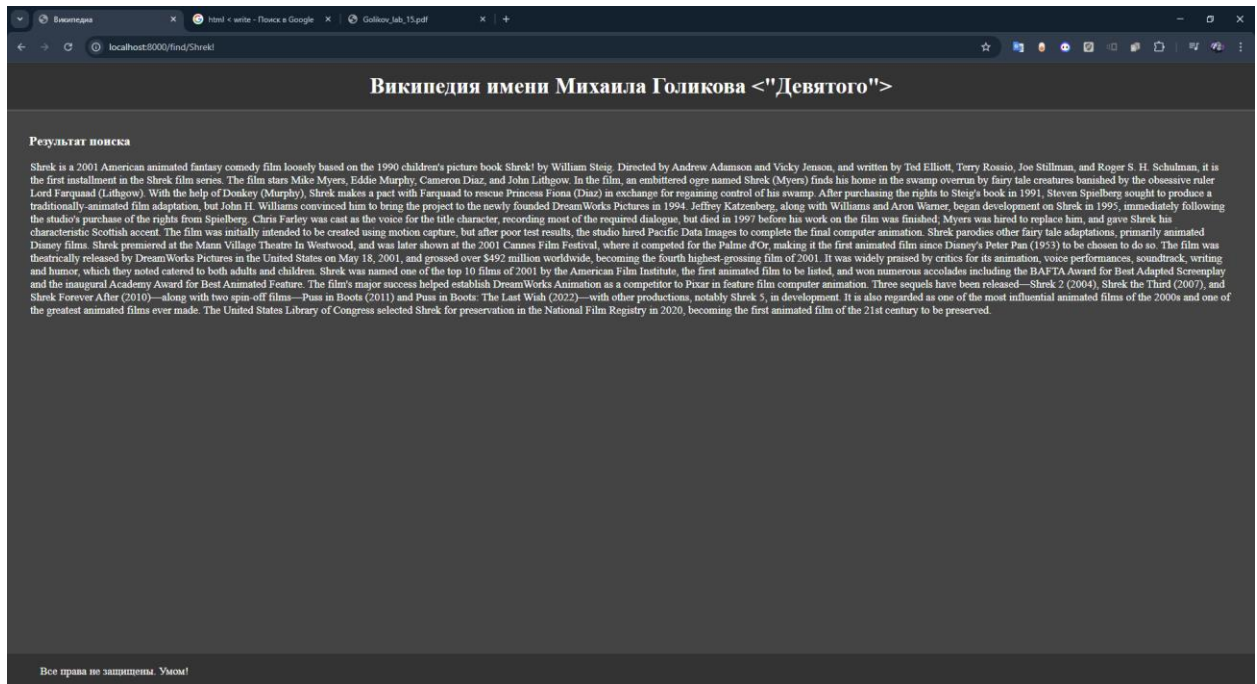 Википедия
html < write - Поиск в Google
Golikov_lab_15.pdf
localhost:8000/find/Shrek!
Википедия имени Михаила Голикова <"Девятого">
Результат поиска
Shrek is a 2001 American animated fantasy comedy film loosely based on the 1990 children's picture book Shrek! by William Steig. Directed by Andrew Adamson and Vicky Jenson, and written by Ted Elliott, Terry Rossio, Joe Stillman, and Roger S. H. Schulman, it is
the first installment in the Shrek film series. The film stars Mike Myers, Eddie Murphy, Cameron Diaz, and John Lithgow. In the film, an embittered ogre named Shrek (Myers) finds his home in the swamp overrun by fairy tale creatures banished by the obsessive ruler
Lord Farquaad (Lithgow). With the help of Donkey (Murphy), Shrek makes a pact with Farquaad to rescue Princess Fiona (Diaz) in exchange for regaining control of his swamp. After purchasing the rights to Steig's book in 1991, Steven Spielberg sought to produce a
traditionally-animated film adaptation, but John H. Williams convinced him to bring the project to the newly founded DreamWorks Pictures in 1994. Jeffrey Katzenberg, along with Williams and Aron Warner, began development on Shrek in 1995, immediately following
the studio's purchase of the rights from Spielberg. Chris Farley was cast as the voice for the title character, recording most of the required dialogue, but died in 1997 before his work on the film was finished; Myers was hired to replace him, and gave Shrek his
characteristic Scottish accent. The film was initially intended to be created using motion capture, but after poor test results, the studio hired Pacific Data Images to complete the final computer animation. Shrek parodies other fairy tale adaptations, primarily animated
Disney films. Shrek premiered at the Mann Village Theatre In Westwood, and was later shown at the 2001 Cannes Film Festival, where it competed for the Palme d'Or, making it the first animated film since Disney's Peter Pan (1953) to be chosen to do so. The film was
theatrically released by DreamWorks Pictures in the United States on May 18, 2001, and grossed over $492 million worldwide, becoming the fourth highest-grossing film of 2001. It was widely praised by critics for its animation, voice performances, soundtrack, writing
and humor, which they noted catered to both adults and children. Shrek was named one of the top 10 films of 2001 by the American Film Institute, the first animated film to be listed, and won numerous accolades including the BAFTA Award for Best Adapted Screenplay
and the inaugural Academy Award for Best Animated Feature. The film's major success helped establish DreamWorks Animation as a competitor to Pixar in feature film computer animation. Three sequels have been released—Shrek 2 (2004), Shrek the Third (2007), and
Shrek Forever After (2010)—along with two spin-off films—Puss in Boots (2011) and Puss in Boots: The Last Wish (2022)—with other productions, notably Shrek 5, in development. It is also regarded as one of the most influential animated films of the 2000s and one of
the greatest animated films ever made. The United States Library of Congress selected Shrek for preservation in the National Film Registry in 2020, becoming the first animated film of the 21st century to be preserved.
Все права не защищены. Умом!